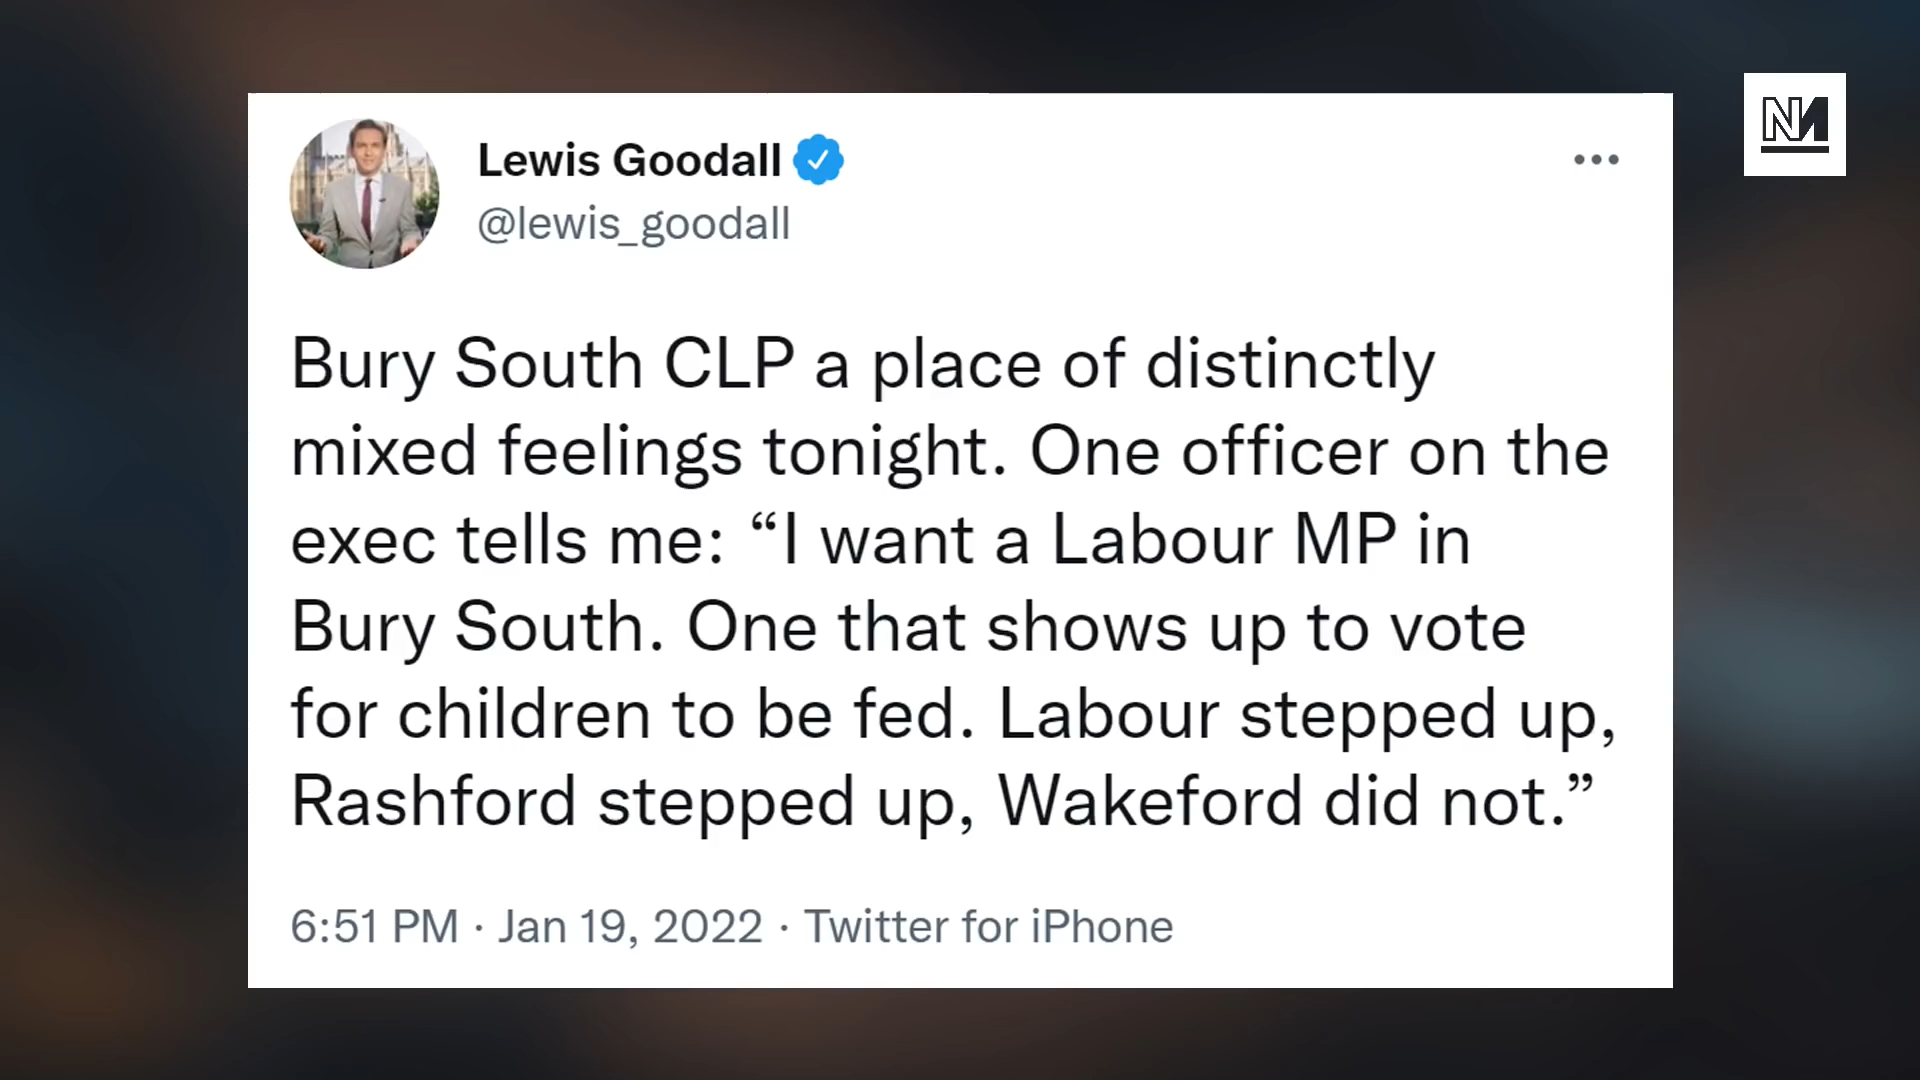 Lewis Goodall
@lewis_goodall
Bury South CLP a place of distinctly
mixed feelings tonight. One officer on the
exec tells me: “I want a Labour MP in
Bury South. One that shows up to vote
for children to be fed. Labour stepped up,
Rashford stepped up, Wakeford did not.”
6:51 PM · Jan 19, 2022 · Twitter for iPhone
NM